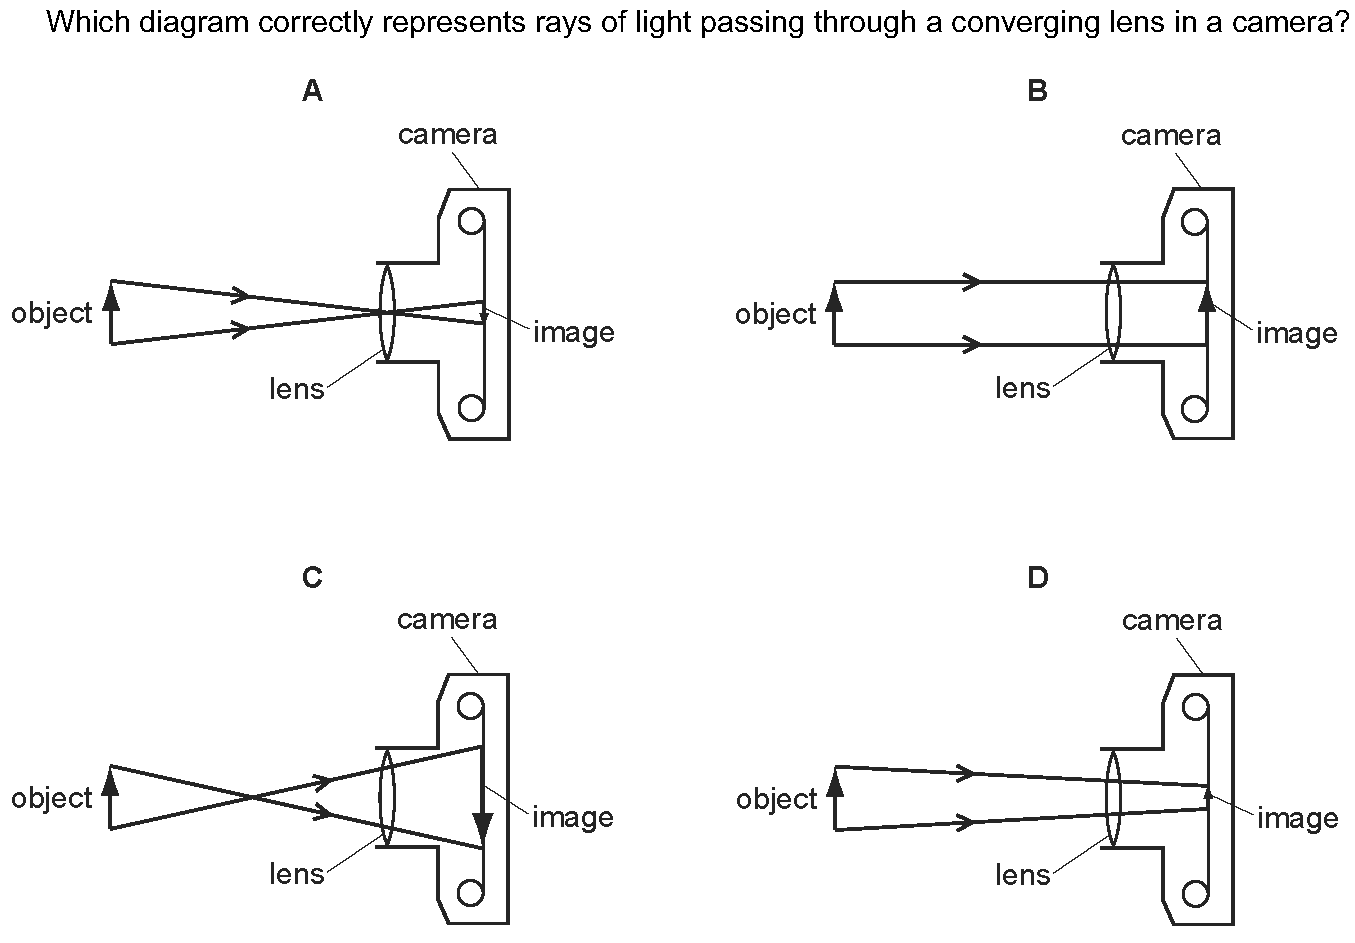 Which diagram correctly represents rays of light passing through a converging lens in a camera?
A
camera
object
image
lens
B
camera
object
image
lens
C
camera
object
image
lens
D
camera
object
image
lens